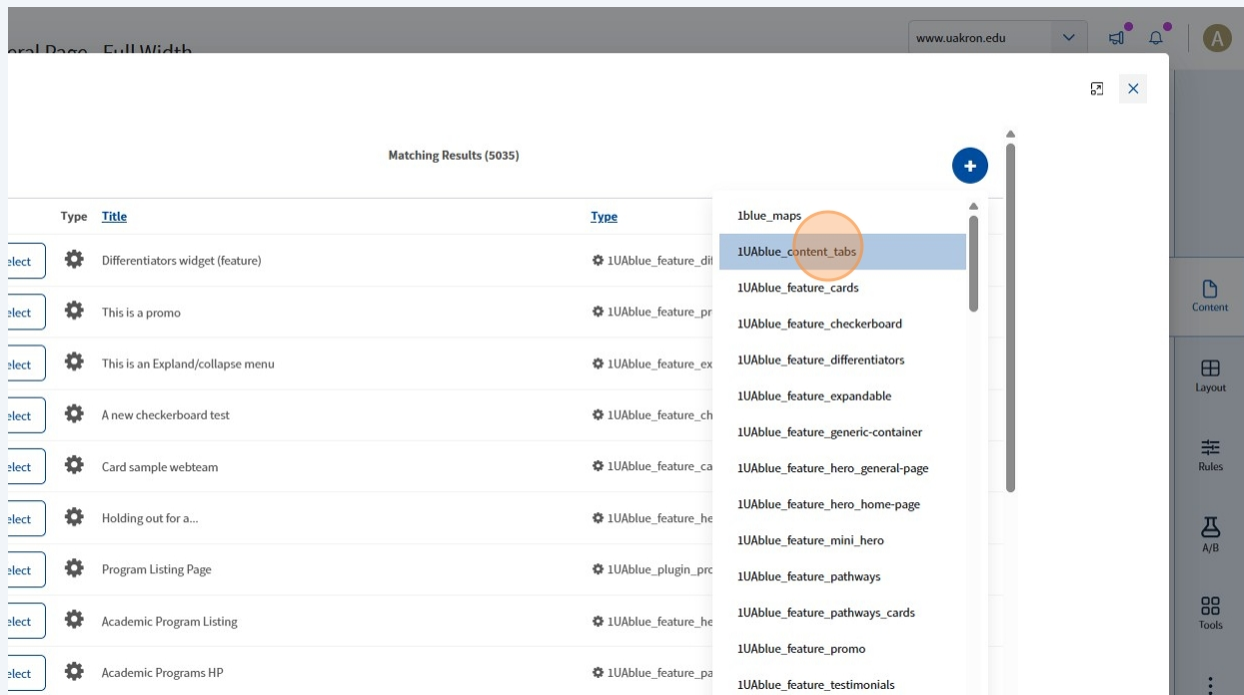 eral Page - Full Width
www.uakron.edu
A
Matching Results (5035)
Type Title Type
elect Differentiators widget (feature) 1UAblue_feature_di
elect This is a promo 1UAblue_feature_pr
elect This is an Expland/collapse menu 1UAblue_feature_ex
elect A new checkerboard test 1UAblue_feature_ch
elect Card sample webteam 1UAblue_feature_ca
elect Holding out for a... 1UAblue_feature_he
elect Program Listing Page 1UAblue_plugin_pro
elect Academic Program Listing 1UAblue_feature_he
elect Academic Programs HP 1UAblue_feature_pa
1blue_maps
1UAblue_content_tabs
1UAblue_feature_cards
1UAblue_feature_checkerboard
1UAblue_feature_differentiators
1UAblue_feature_expandable
1UAblue_feature_generic-container
1UAblue_feature_hero_general-page
1UAblue_feature_hero_home-page
1UAblue_feature_mini_hero
1UAblue_feature_pathways
1UAblue_feature_pathways_cards
1UAblue_feature_promo
1UAblue_feature_testimonials
Content
Layout
Rules
A/B
Tools